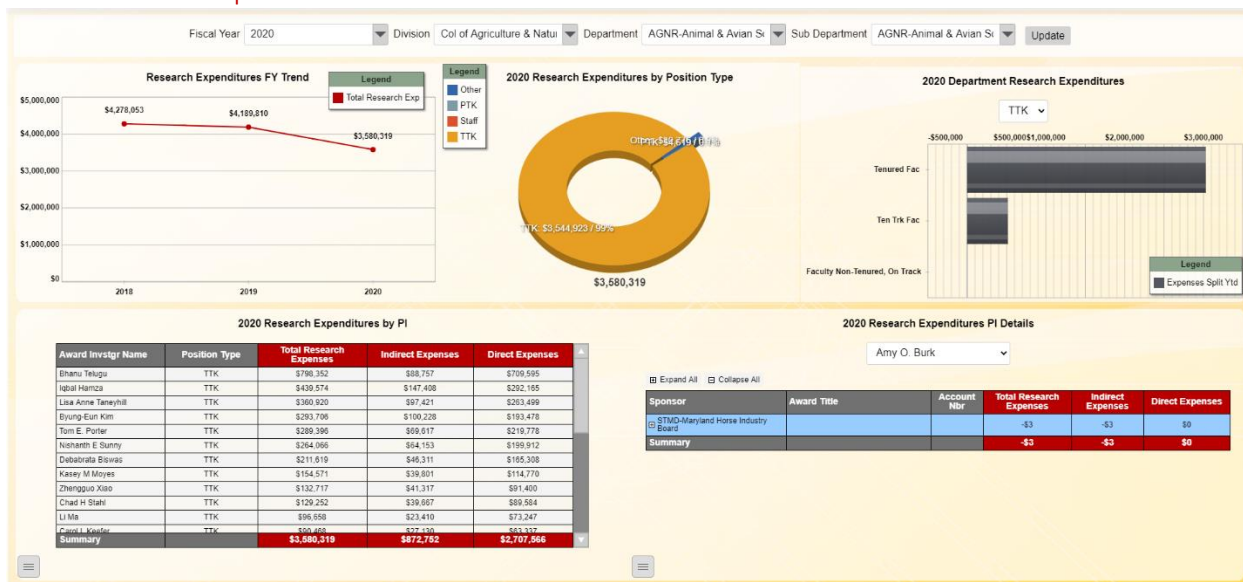 Fiscal Year 2020 Division Col of Agriculture & Natu Department AGNR-Animal & Avian Sc Sub Department AGNR-Animal & Avian Sc Update
Research Expenditures FY Trend
Legend
Total Research Exp
$5,000,000
$4,000,000
$3,000,000
$2,000,000
$1,000,000
$0
$4,278,053
$4,189,810
$3,580,319
2018 2019 2020
Legend
Other
PTK
Staff
TTK
2020 Research Expenditures by Position Type
TTK: $3,544,923 / 99%
$3,580,319
2020 Department Research Expenditures
TTK
-$500,000 $500,000 $1,000,000 $2,000,000 $3,000,000
Tenured Fac
Ten Trk Fac
Faculty Non-Tenured, On Track
Legend
Expenses Split Ytd
2020 Research Expenditures by PI
Award Invstgr Name Position Type Total Research Expenses Indirect Expenses Direct Expenses
Bhanu Telugu TTK $798,352 $88,757 $709,595
Iqbal Hamza TTK $439,574 $147,408 $292,165
Lisa Anne Taneyhill TTK $360,920 $97,421 $263,499
Byung-Eun Kim TTK $293,706 $100,228 $193,478
Tom E. Porter TTK $289,396 $69,617 $219,778
Nishanth E Sunny TTK $264,066 $64,153 $199,912
Debabrata Biswas TTK $211,619 $46,311 $165,308
Kasey M Moyes TTK $154,571 $39,801 $114,770
Zhengguo Xiao TTK $132,717 $41,317 $91,400
Chad H Stahl TTK $129,252 $39,667 $89,584
Li Ma TTK $96,658 $23,410 $73,247
Carol L Keefer TTK $90,468 $27,130 $63,337
Summary $3,580,319 $872,752 $2,707,566
2020 Research Expenditures PI Details
Amy O. Burk
Expand All Collapse All
Sponsor Award Title Account Nbr Total Research Expenses Indirect Expenses Direct Expenses
STMD-Maryland Horse Industry Board -$3 -$3 $0
Summary -$3 -$3 $0